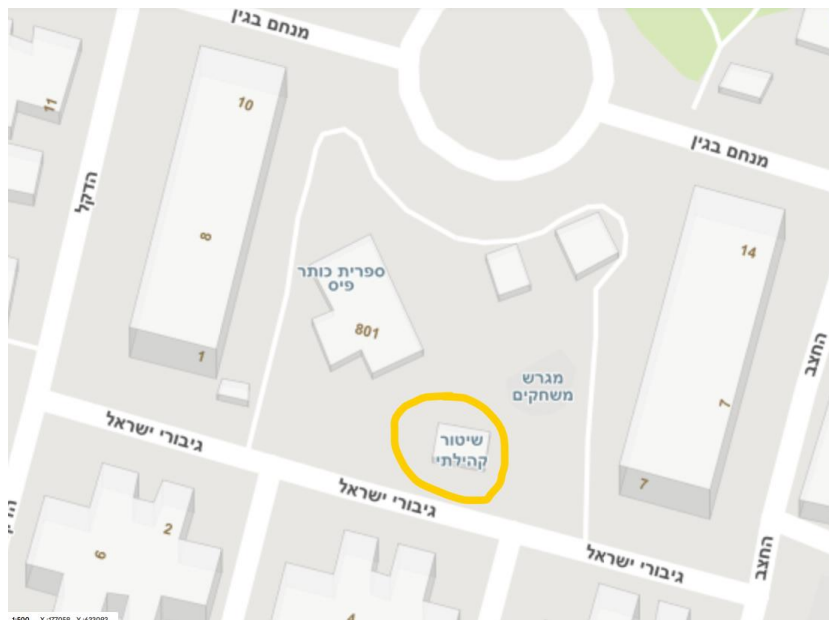 מנחם בגין
10
11
מנחם בגין
הדקל
8
14
ספרית כותר
פיס
801
החצב
1
מגרש
משחקים
7
גיבורי ישראל
שיטור
קהילתי
7
גיבורי ישראל
2
6
גיבורי ישראל
החצב
4